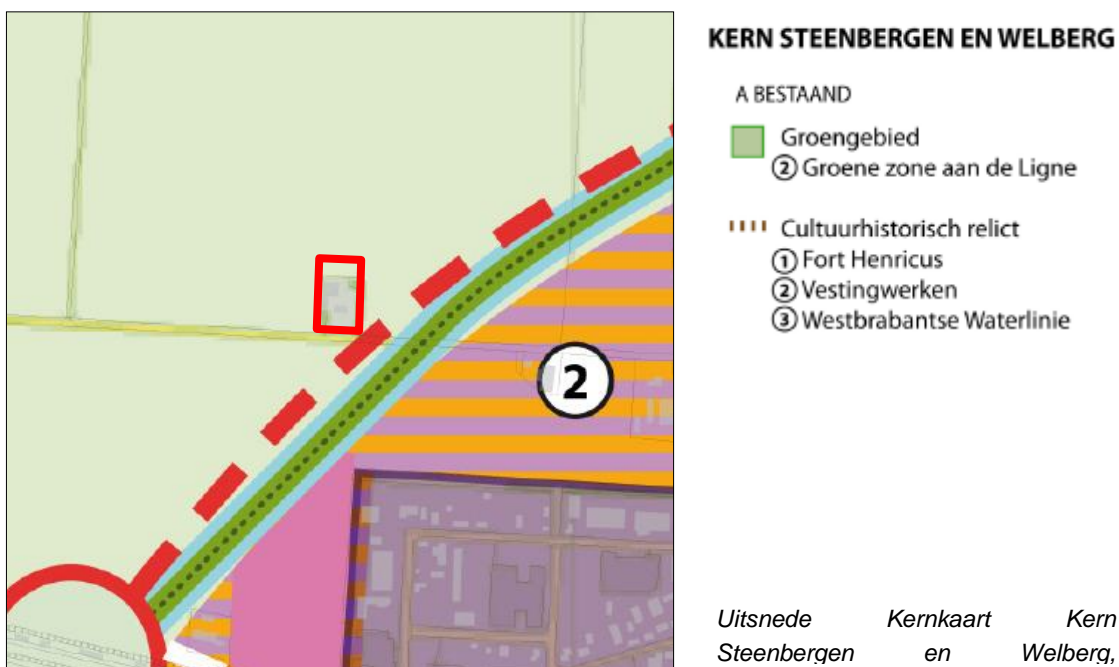 KERN STEENBERGEN EN WELBERG
A BESTAAND
Groengebied
② Groene zone aan de Ligne
Cultuurhistorisch relict
① Fort Henricus
② Vestingwerken
③ Westbrabantse Waterlinie
2
Uitsnede Kernkaart Kern
Steenbergen en Welberg,